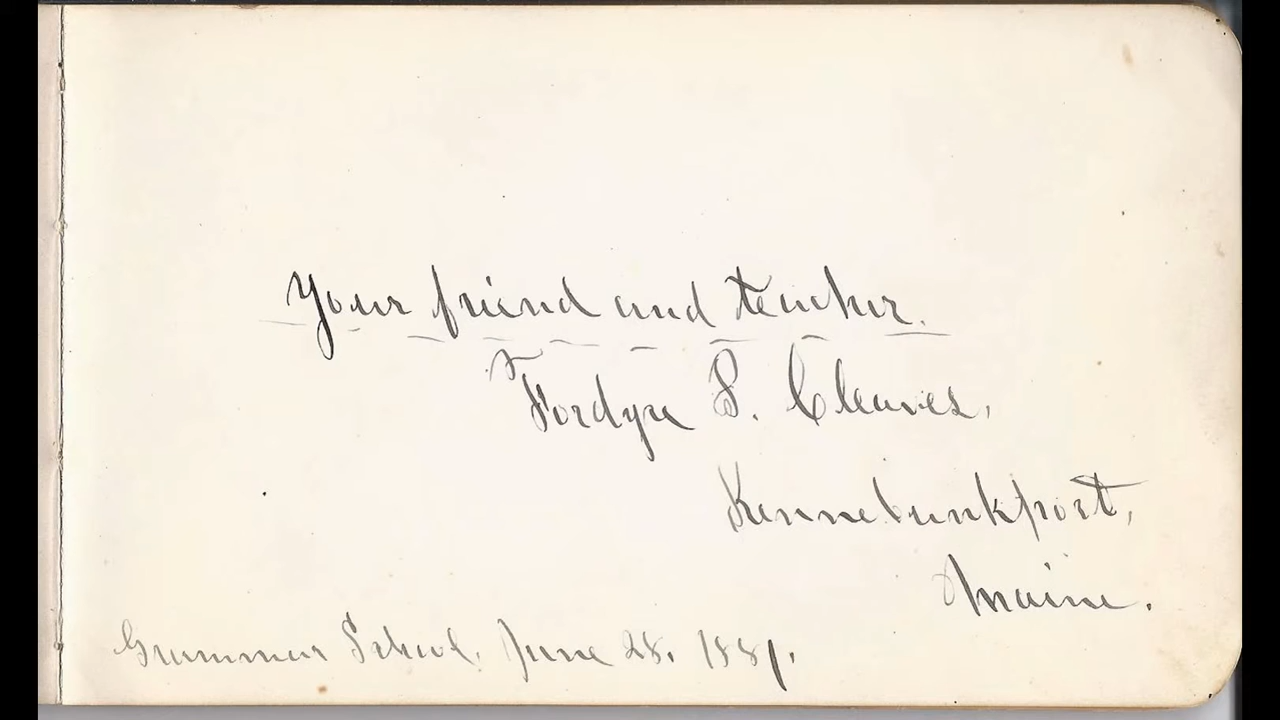 Your friend and teacher.
Fordyce P. Cleaves,
Kennebunkport,
Maine.
Grammar School, June 28, 1881.